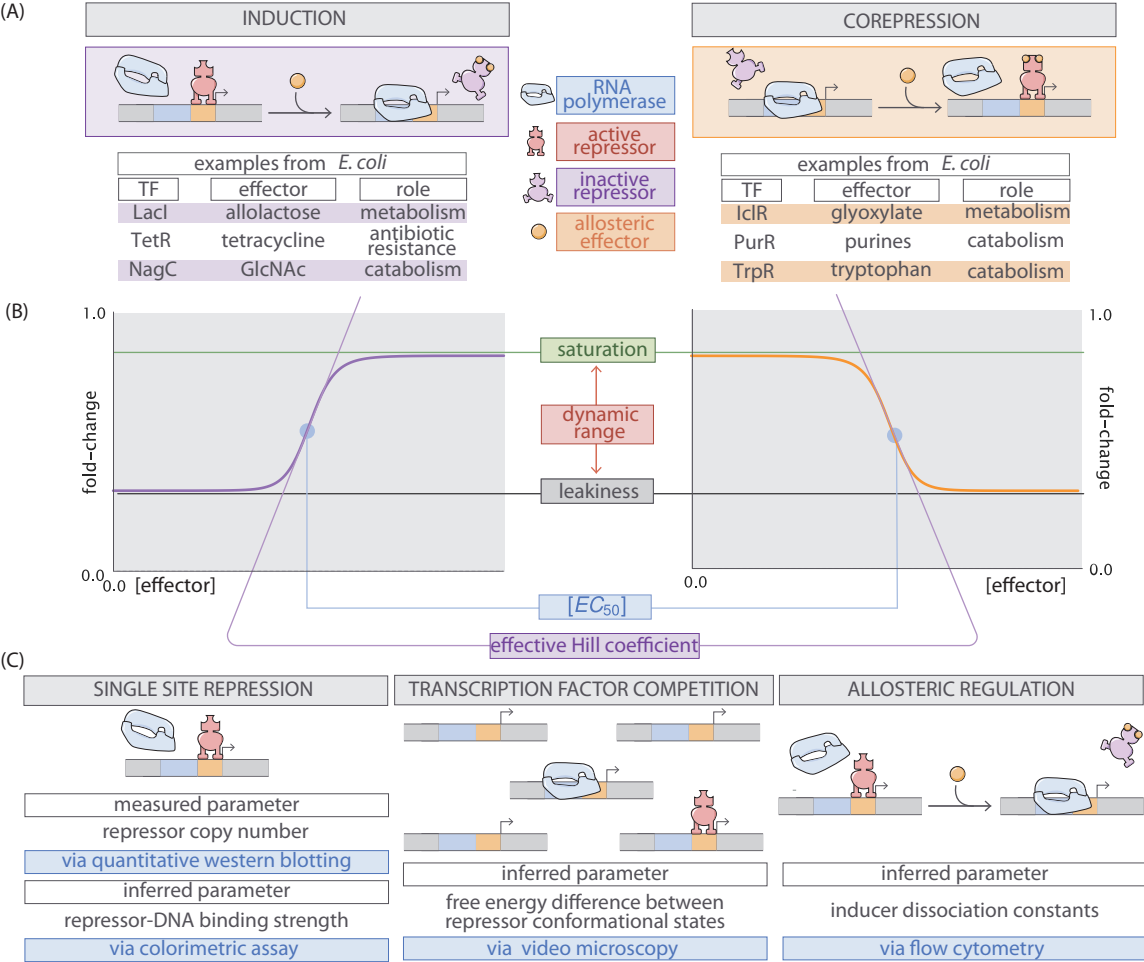 (A)
INDUCTION
COREPRESSION
RNA
polymerase
active
repressor
inactive
repressor
allosteric
effector
examples from E. coli
TF effector role
LacI allolactose metabolism
TetR tetracycline antibiotic
resistance
NagC GlcNAc catabolism
examples from E. coli
TF effector role
IclR glyoxylate metabolism
PurR purines catabolism
TrpR tryptophan catabolism
(B)
1.0
fold-change
0.0
0.0
[effector]
saturation
dynamic
range
leakiness
1.0
fold-change
0.0
0.0
[effector]
[EC50]
effective Hill coefficient
(C)
SINGLE SITE REPRESSION
measured parameter
repressor copy number
via quantitative western blotting
inferred parameter
repressor-DNA binding strength
via colorimetric assay
TRANSCRIPTION FACTOR COMPETITION
inferred parameter
free energy difference between
repressor conformational states
via video microscopy
ALLOSTERIC REGULATION
inferred parameter
inducer dissociation constants
via flow cytometry